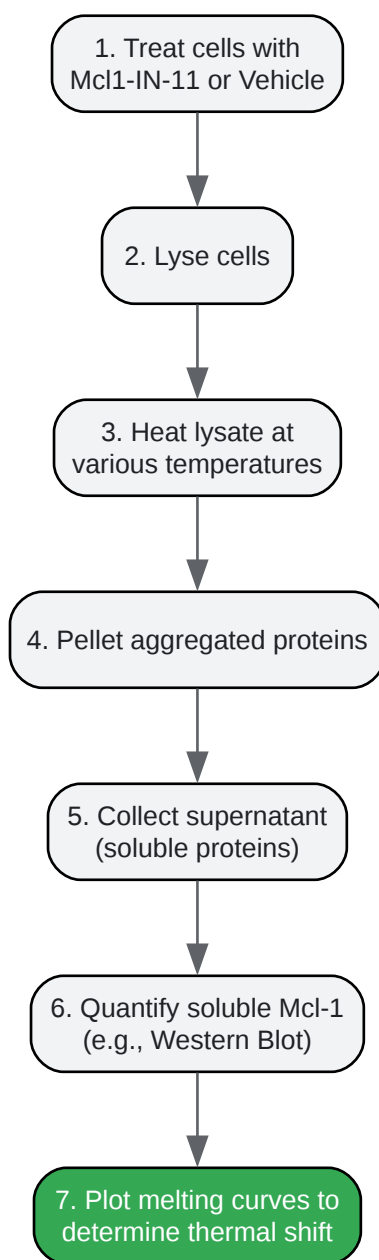 1. Treat cells with
Mcl1-IN-11 or Vehicle
2. Lyse cells
3. Heat lysate at
various temperatures
4. Pellet aggregated proteins
5. Collect supernatant
(soluble proteins)
6. Quantify soluble Mcl-1
(e.g., Western Blot)
7. Plot melting curves to
determine thermal shift